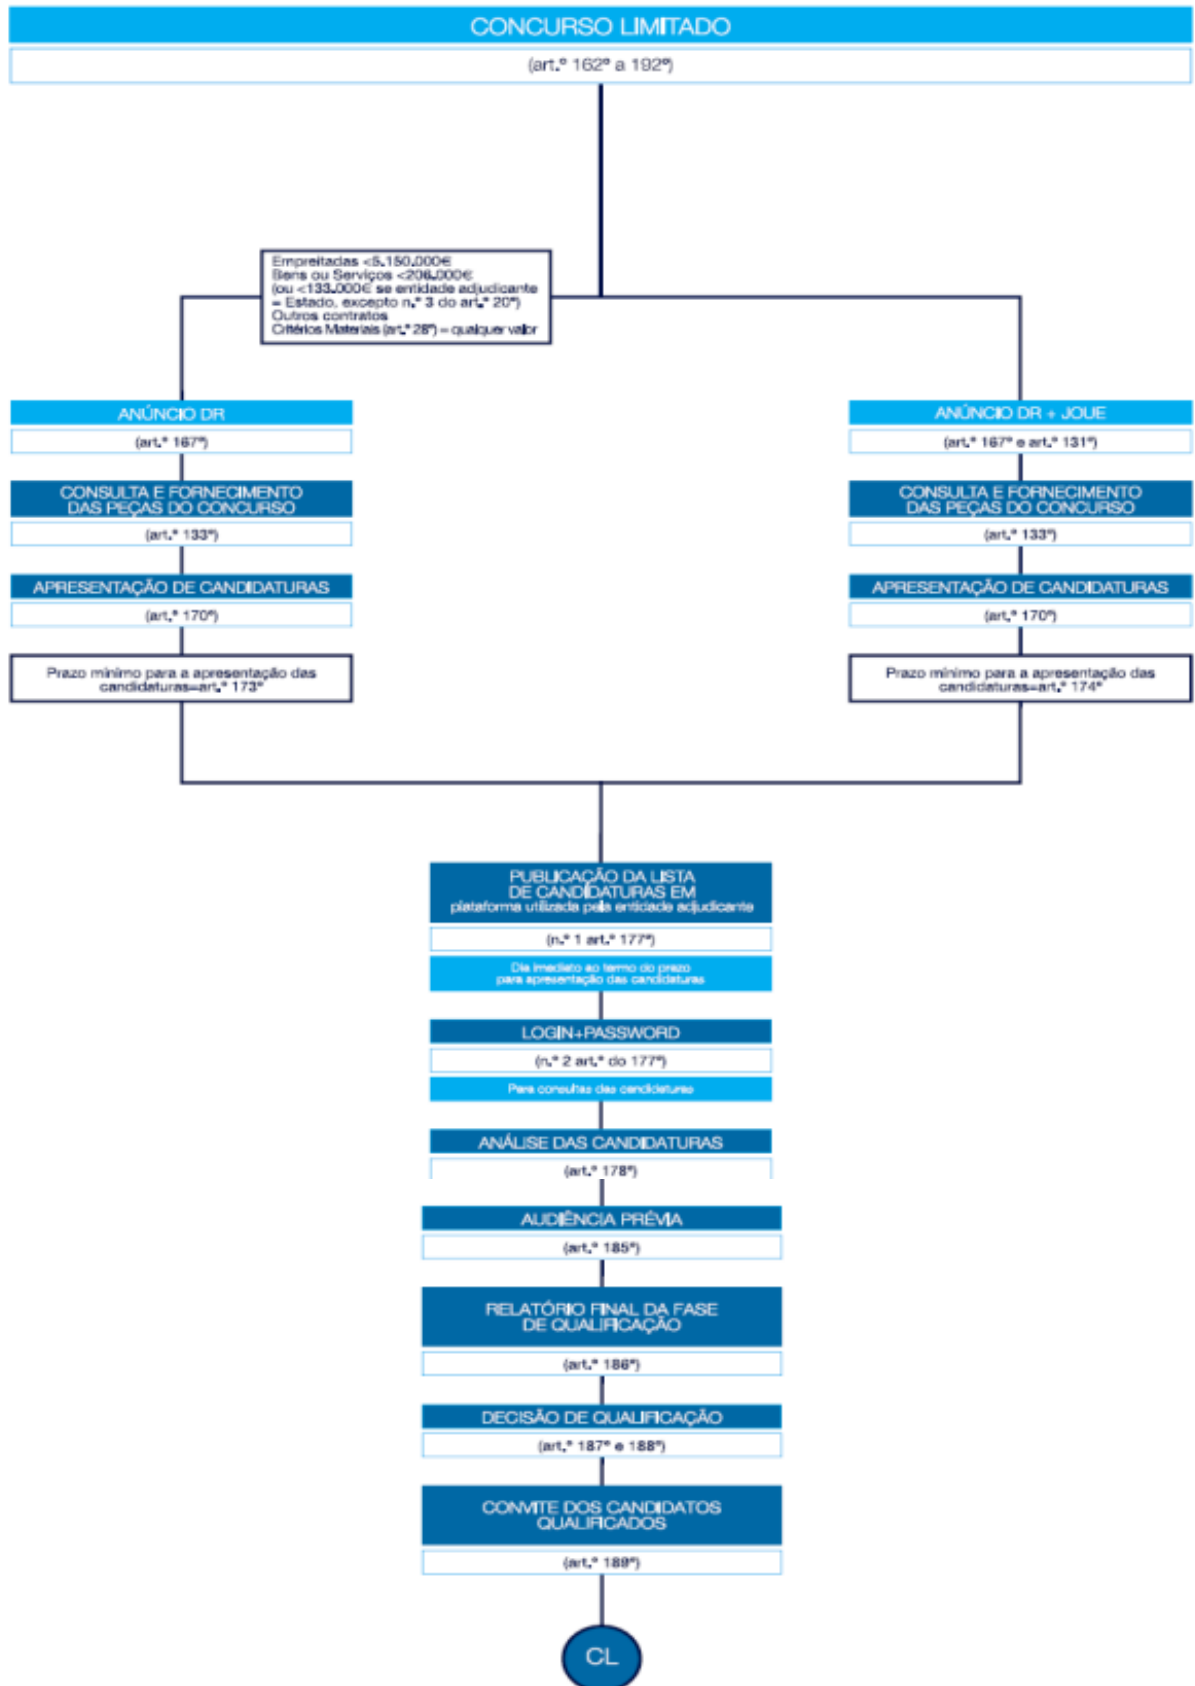 CONCURSO LIMITADO
(art.º 162º a 192º)
Empreitadas <5.150.000€
Bens ou Serviços <206.000€
(ou <133.000€ se entidade adjudicante
= Estado, excepto n.º 3 do art.º 20º)
Outros contratos
Critérios Materiais (art.º 28º) = qualquer valor
ANÚNCIO DR
(art.º 167º)
CONSULTA E FORNECIMENTO
DAS PEÇAS DO CONCURSO
(art.º 133º)
APRESENTAÇÃO DE CANDIDATURAS
(art.º 170º)
Prazo mínimo para a apresentação das
candidaturas=art.º 173º
ANÚNCIO DR + JOUE
(art.º 167º e art.º 131º)
CONSULTA E FORNECIMENTO
DAS PEÇAS DO CONCURSO
(art.º 133º)
APRESENTAÇÃO DE CANDIDATURAS
(art.º 170º)
Prazo mínimo para a apresentação das
candidaturas=art.º 174º
PUBLICAÇÃO DA LISTA
DE CANDIDATURAS EM
plataforma utilizada pela entidade adjudicante
(n.º 1 art.º 177º)
Dia imediato ao termo do prazo
para apresentação das candidaturas
LOGIN+PASSWORD
(n.º 2 art.º do 177º)
Para consultas das candidaturas
ANÁLISE DAS CANDIDATURAS
(art.º 178º)
AUDIÊNCIA PRÉVIA
(art.º 185º)
RELATÓRIO FINAL DA FASE
DE QUALIFICAÇÃO
(art.º 186º)
DECISÃO DE QUALIFICAÇÃO
(art.º 187º e 188º)
CONVITE DOS CANDIDATOS
QUALIFICADOS
(art.º 189º)
CL